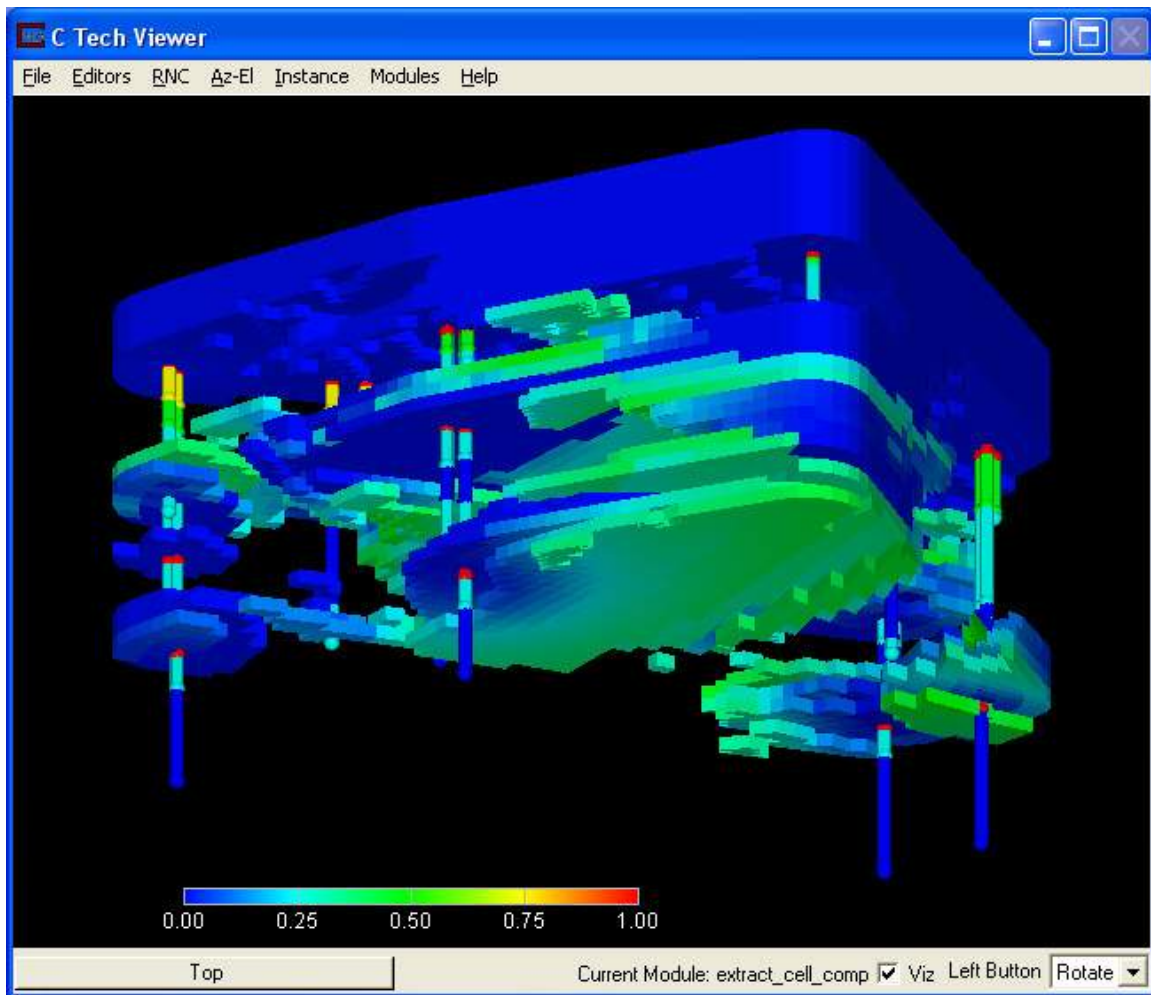 C Tech Viewer
File Editors RNC Az-El Instance Modules Help
0.00 0.25 0.50 0.75 1.00
Top Current Module: extract_cell_comp Viz Left Button Rotate